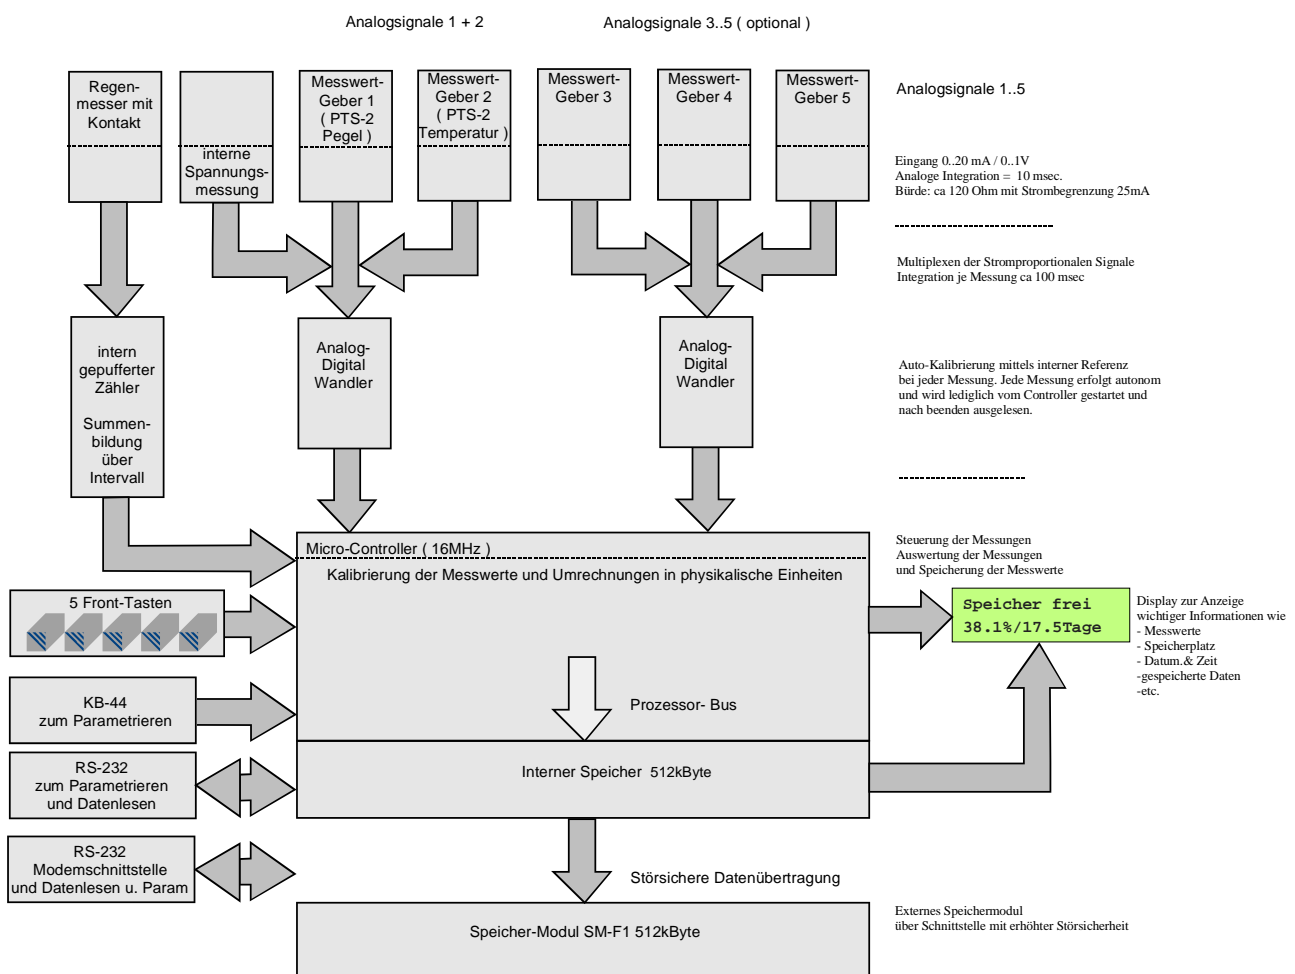 Analogsignale 1 + 2
Analogsignale 3..5 ( optional )
Regen-
messer mit
Kontakt
interne
Spannungs-
messung
Messwert-
Geber 1
( PTS-2
Pegel )
Messwert-
Geber 2
( PTS-2
Temperatur )
Messwert-
Geber 3
Messwert-
Geber 4
Messwert-
Geber 5
Analogsignale 1..5
Eingang 0..20 mA / 0..1V
Analoge Integration = 10 msec.
Bürde: ca 120 Ohm mit Strombegrenzung 25mA
Multiplexen der Stromproportionalen Signale
Integration je Messung ca 100 msec
intern
gepufferter
Zähler
Summen-
bildung
über
Intervall
Analog-
Digital
Wandler
Analog-
Digital
Wandler
Auto-Kalibrierung mittels interner Referenz
bei jeder Messung. Jede Messung erfolgt autonom
und wird lediglich vom Controller gestartet und
nach beenden ausgelesen.
Micro-Controller ( 16MHz )
Kalibrierung der Messwerte und Umrechnungen in physikalische Einheiten
Steuerung der Messungen
Auswertung der Messungen
und Speicherung der Messwerte
5 Front-Tasten
Speicher frei
38.1%/17.5Tage
Display zur Anzeige
wichtiger Informationen wie
- Messwerte
- Speicherplatz
- Datum.& Zeit
-gespeicherte Daten
-etc.
KB-44
zum Parametrieren
Prozessor- Bus
RS-232
zum Parametrieren
und Datenlesen
Interner Speicher 512kByte
RS-232
Modemschnittstelle
und Datenlesen u. Param
Störsichere Datenübertragung
Speicher-Modul SM-F1 512kByte
Externes Speichermodul
über Schnittstelle mit erhöhter Störsicherheit